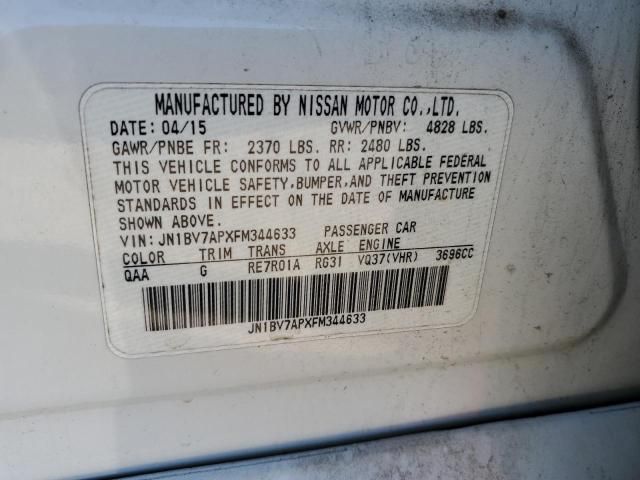 MANUFACTURED BY NISSAN MOTOR CO.,LTD.
DATE: 04/15 GVWR/PNBV: 4828 LBS.
GAWR/PNBE FR: 2370 LBS. RR: 2480 LBS.
THIS VEHICLE CONFORMS TO ALL APPLICABLE FEDERAL
MOTOR VEHICLE SAFETY,BUMPER,AND THEFT PREVENTION
STANDARDS IN EFFECT ON THE DATE OF MANUFACTURE
SHOWN ABOVE.
VIN: JN1BV7APXFM344633 PASSENGER CAR
COLOR TRIM TRANS AXLE ENGINE
QAA G RE7R01A RG31 VQ37(VHR) 3696CC
JN1BV7APXFM344633